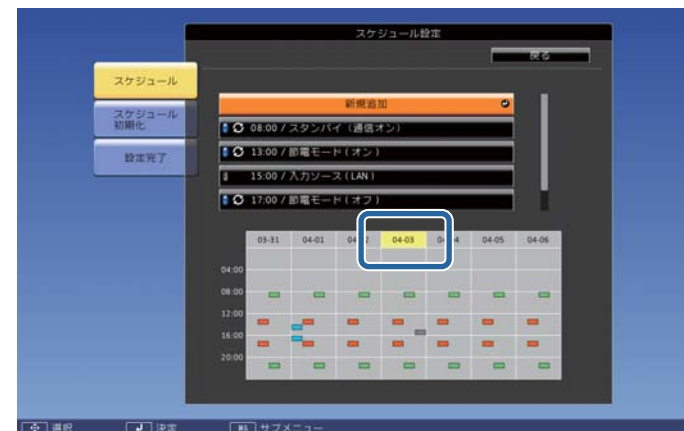 スケジュール設定
戻る
スケジュール
スケジュール
初期化
設定完了
新規追加
08:00 / スタンバイ (通信オン)
13:00 / 節電モード ( オン )
15:00 / 入力ソース ( LAN )
17:00 / 節電モード ( オフ )
03-31 04-01 04-03 04-05 04-06
04:00
08:00
12:00
16:00
20:00
選択 決定 サブメニュー